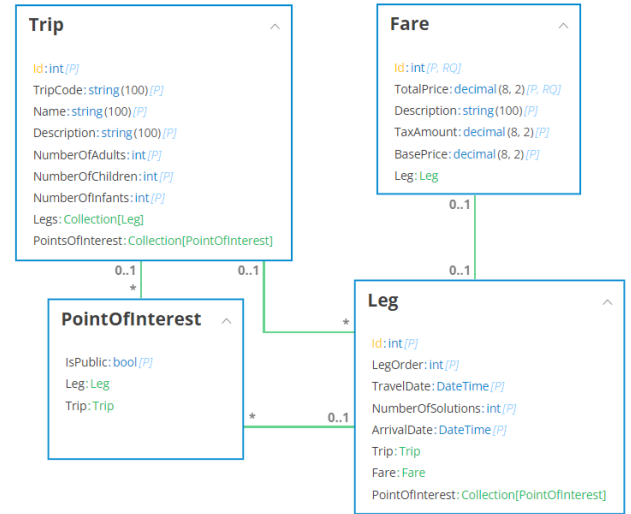 Trip
Id: int [P]
TripCode: string (100) [P]
Name: string (100) [P]
Description: string (100) [P]
NumberOfAdults: int [P]
NumberOfChildren: int [P]
NumberOfInfants: int [P]
Legs: Collection[Leg]
PointsOfInterest: Collection[PointOfInterest]
Fare
Id: int [P, RQ]
TotalPrice: decimal (8, 2) [P, RQ]
Description: string (100) [P]
TaxAmount: decimal (8, 2) [P]
BasePrice: decimal (8, 2) [P]
Leg: Leg
0..1
0..1
0..1
0..1
*
*
PointOfInterest
IsPublic: bool [P]
Leg: Leg
Trip: Trip
*
0..1
Leg
Id: int [P]
LegOrder: int [P]
TravelDate: DateTime [P]
NumberOfSolutions: int [P]
ArrivalDate: DateTime [P]
Trip: Trip
Fare: Fare
PointOfInterest: Collection[PointOfInterest]